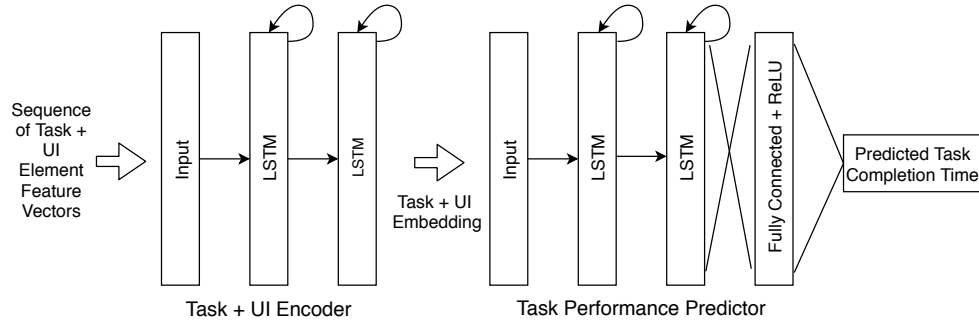 Sequence
of Task +
UI
Element
Feature
Vectors
Input
LSTM
LSTM
Task + UI
Embedding
Input
LSTM
LSTM
Fully Connected + ReLU
Predicted Task
Completion Time
Task + UI Encoder
Task Performance Predictor